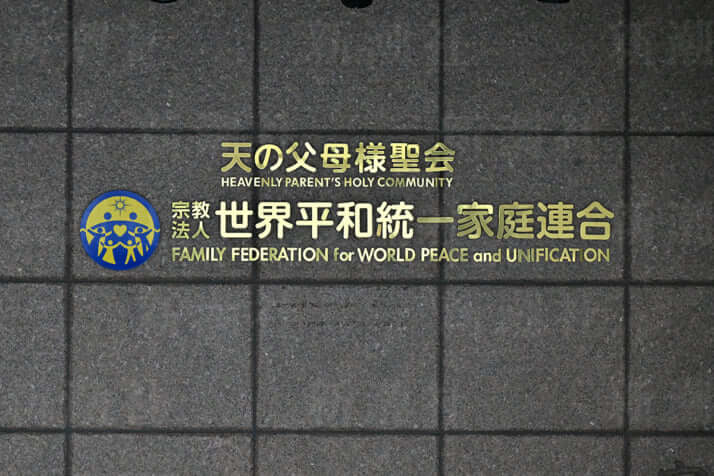 天の父母様聖会
HEAVENLY PARENT'S HOLY COMMUNITY
宗教法人 世界平和統一家庭連合
FAMILY FEDERATION for WORLD PEACE and UNIFICATION